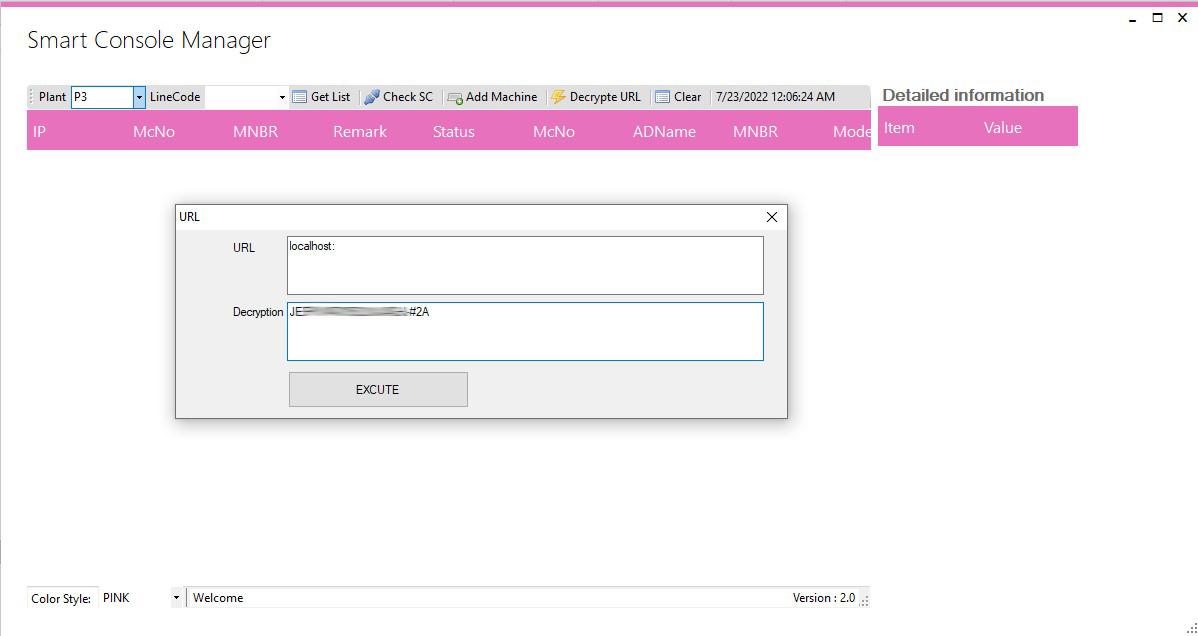 Smart Console Manager
Plant P3 LineCode Get List Check SC Add Machine Decrypte URL Clear 7/23/2022 12:06:24 AM
Detailed information
IP McNo MNBR Remark Status McNo ADName MNBR Mode
Item Value
URL
URL localhost:
Decryption JE #2A
EXCUTE
Color Style: PINK Welcome Version : 2.0